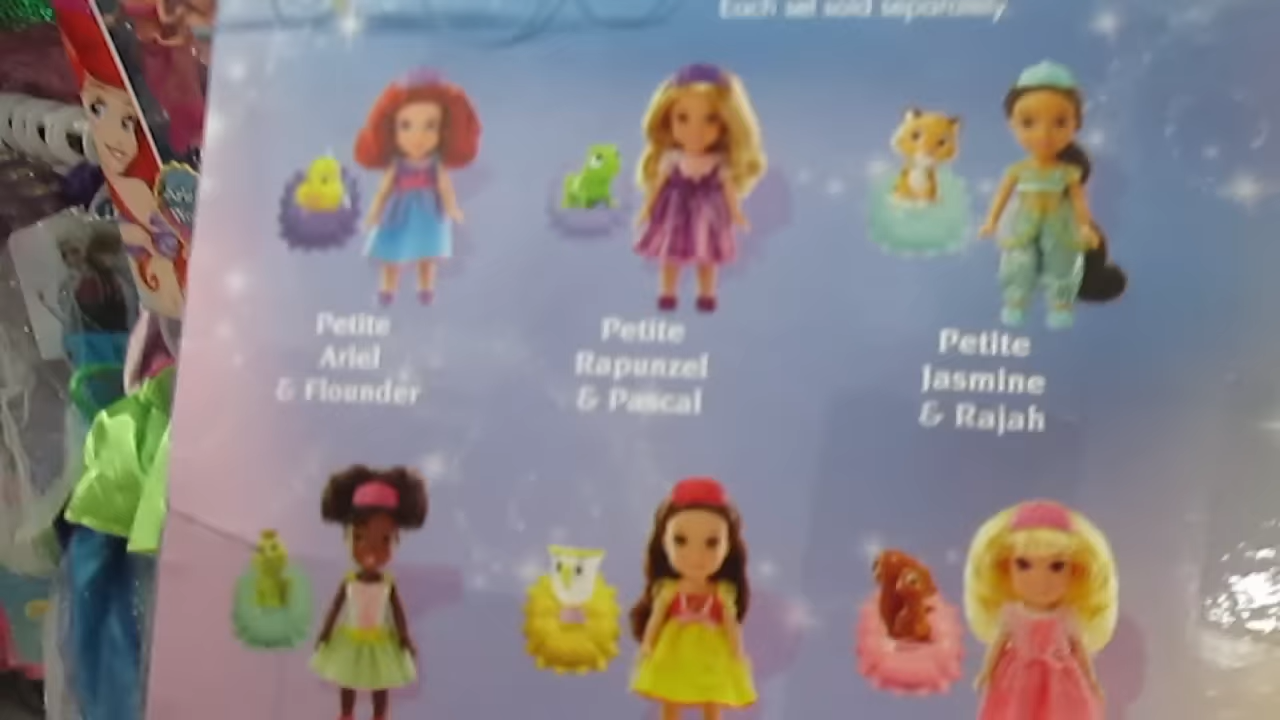 Each set sold separately.
Petite
Ariel
& Flounder
Petite
Rapunzel
& Pascal
Petite
Jasmine
& Rajah